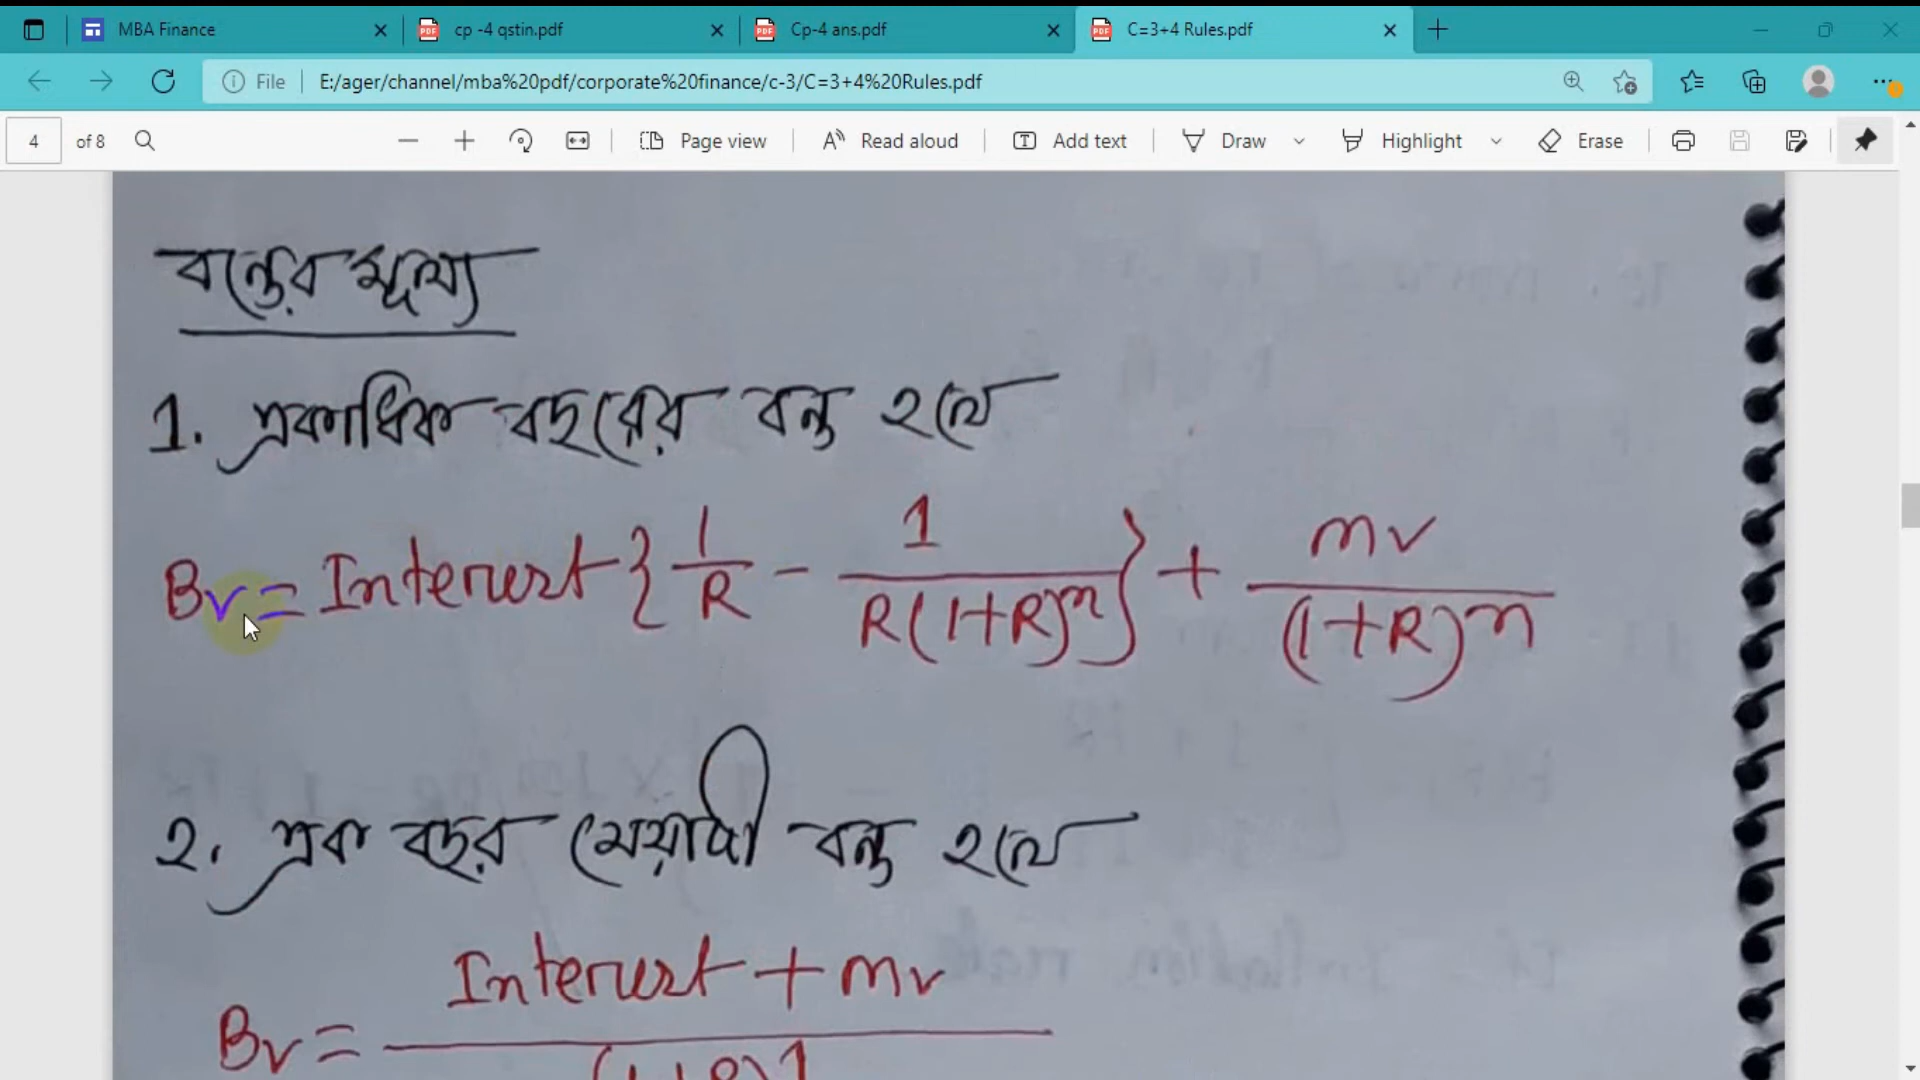 MBA Finance
cp -4 qstin.pdf
Cp-4 ans.pdf
C=3+4 Rules.pdf
File
E:/ager/channel/mba%20pdf/corporate%20finance/c-3/C=3+4%20Rules.pdf
4 of 8
Page view
Read aloud
Add text
Draw
Highlight
Erase
বন্ডের মূল্য
1. একাধিক বছরের বন্ড হলে
Bv = Interest { 1/R - 1/R(1+R)^n } + mv/(1+R)^n
২. এক বছর মেয়াদী বন্ড হলে
Interest + mv
Bv =
(1+R)1